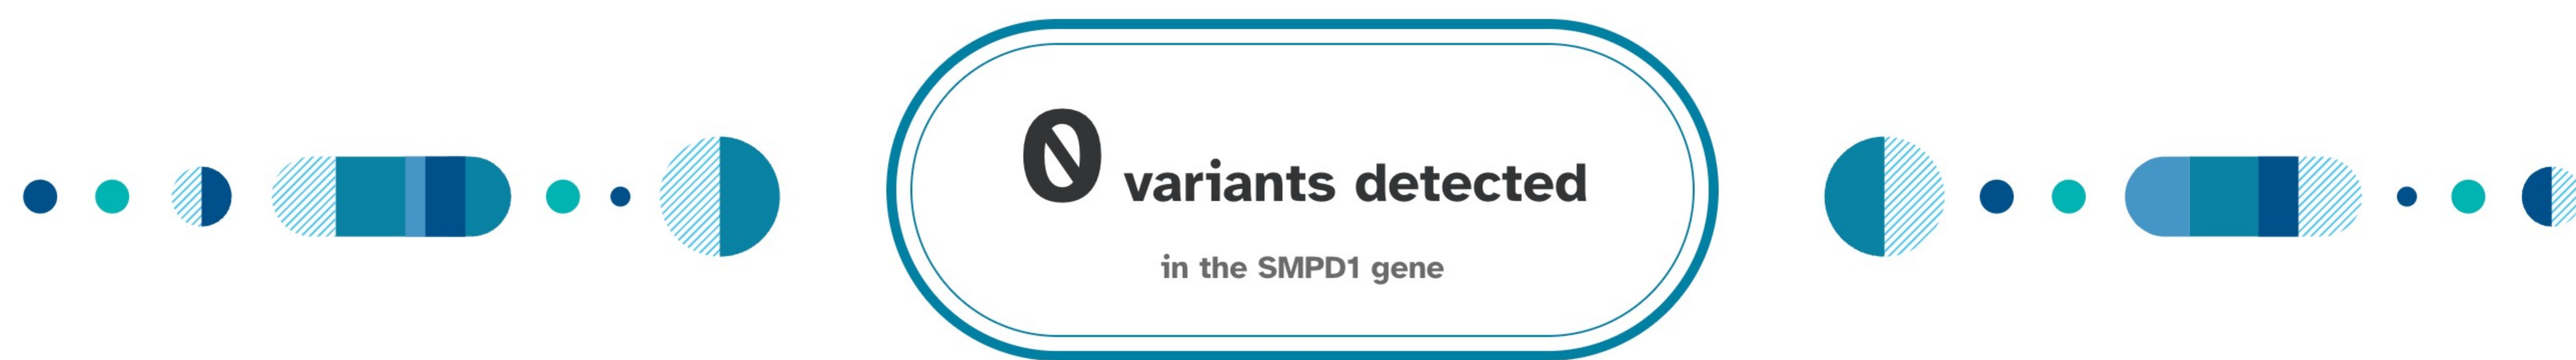 0 variants detected
in the SMPD1 gene